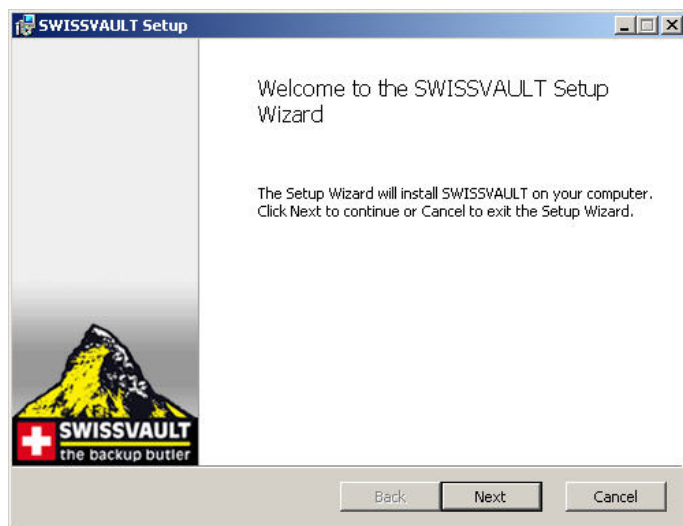 SWISSVAULT Setup
Welcome to the SWISSVAULT Setup
Wizard
The Setup Wizard will install SWISSVAULT on your computer.
Click Next to continue or Cancel to exit the Setup Wizard.
SWISSVAULT
the backup butler
Back
Next
Cancel